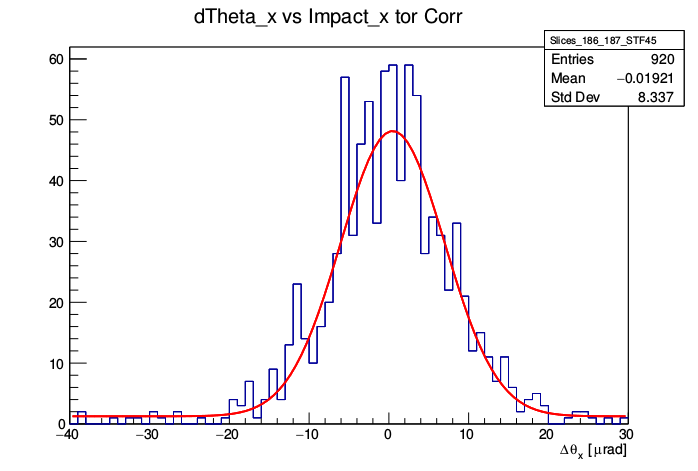 dTheta_x vs Impact_x tor Corr
Slices_186_187_STF45
Entries 920
Mean −0.01921
Std Dev 8.337
60
50
40
30
20
10
0
−40 −30 −20 −10 0 10 20 30
Δθx [μrad]